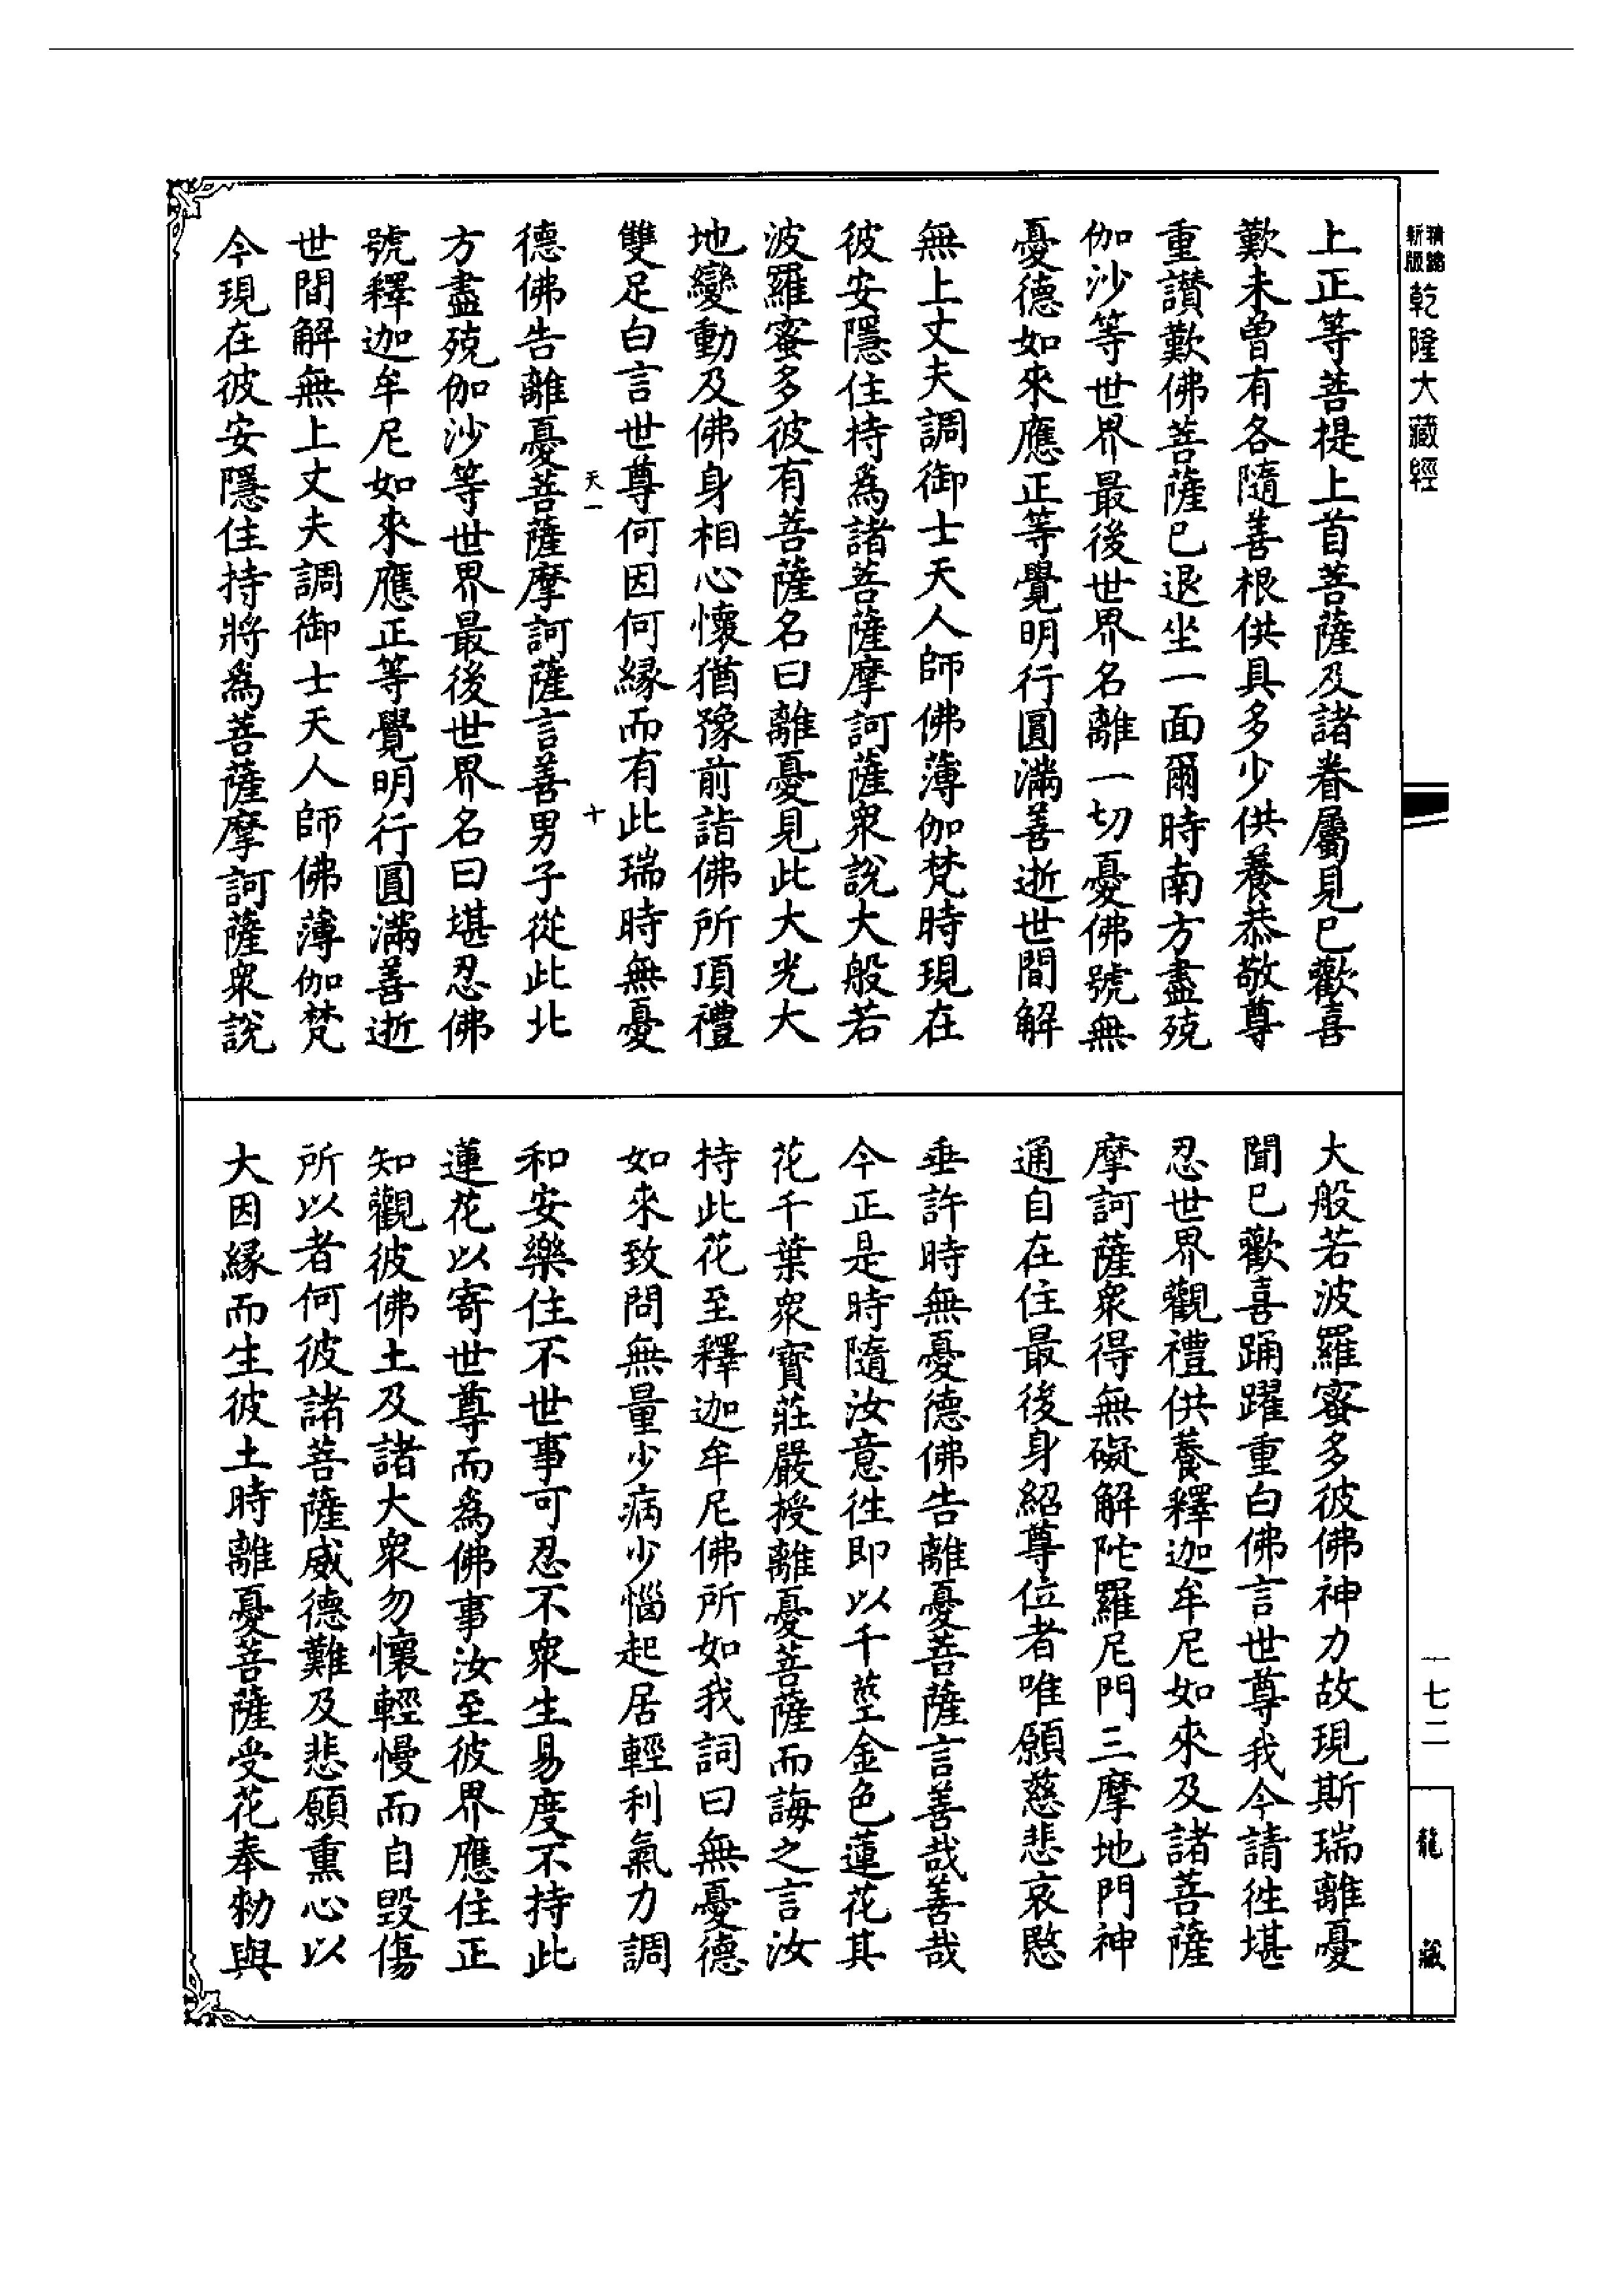 精鐫新版乾隆大藏經
上正等菩提上首菩薩及諸眷屬見已歡喜
歎未曾有各隨善根供具多少供養恭敬尊
重讚歎佛菩薩已退坐一面爾時南方盡殑
伽沙等世界最後世界名離一切憂佛號無
憂德如來應正等覺明行圓滿善逝世間解
無上丈夫調御士天人師佛薄伽梵時現在
彼安隱住持為諸菩薩摩訶薩衆說大般若
波羅蜜多彼有菩薩名曰離憂見此大光大
地變動及佛身相心懷猶豫前詣佛所頂禮
雙足白言世尊何因何緣而有此瑞時無憂
天一 十
德佛告離憂菩薩摩訶薩言善男子從此北
方盡殑伽沙等世界最後世界名曰堪忍佛
號釋迦牟尼如來應正等覺明行圓滿善逝
世間解無上丈夫調御士天人師佛薄伽梵
今現在彼安隱住持將為菩薩摩訶薩衆說
大般若波羅蜜多彼佛神力故現斯瑞離憂
聞已歡喜踊躍重白佛言世尊我今請往堪
忍世界觀禮供養釋迦牟尼如來及諸菩薩
摩訶薩衆得無礙解陀羅尼門三摩地門神
通自在住最後身紹尊位者唯願慈悲哀愍
垂許時無憂德佛告離憂菩薩言善哉善哉
今正是時隨汝意往即以千莖金色蓮花其
花千葉衆寶莊嚴授離憂菩薩而誨之言汝
持此花至釋迦牟尼佛所如我詞曰無憂德
如來致問無量少病少惱起居輕利氣力調
和安樂住不世事可忍不衆生易度不持此
蓮花以寄世尊而為佛事汝至彼界應住正
知觀彼佛土及諸大衆勿懷輕慢而自毀傷
所以者何彼諸菩薩威德難及悲願熏心以
大因緣而生彼土時離憂菩薩受花奉勑與
一七二
龍藏